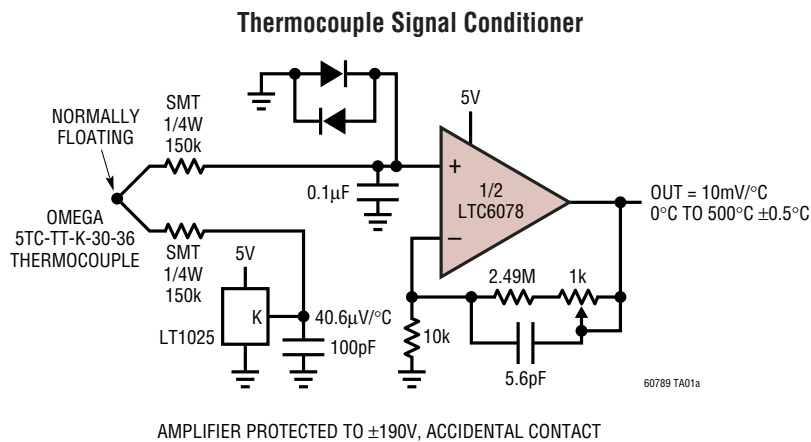 Thermocouple Signal Conditioner
NORMALLY
FLOATING
SMT
1/4W
150k
5V
0.1µF
+
1/2
LTC6078
−
OUT = 10mV/°C
0°C TO 500°C ±0.5°C
OMEGA
5TC-TT-K-30-36
THERMOCOUPLE
SMT
1/4W
150k
5V
K
LT1025
40.6µV/°C
100pF
10k
2.49M
1k
5.6pF
60789 TA01a
AMPLIFIER PROTECTED TO ±190V, ACCIDENTAL CONTACT